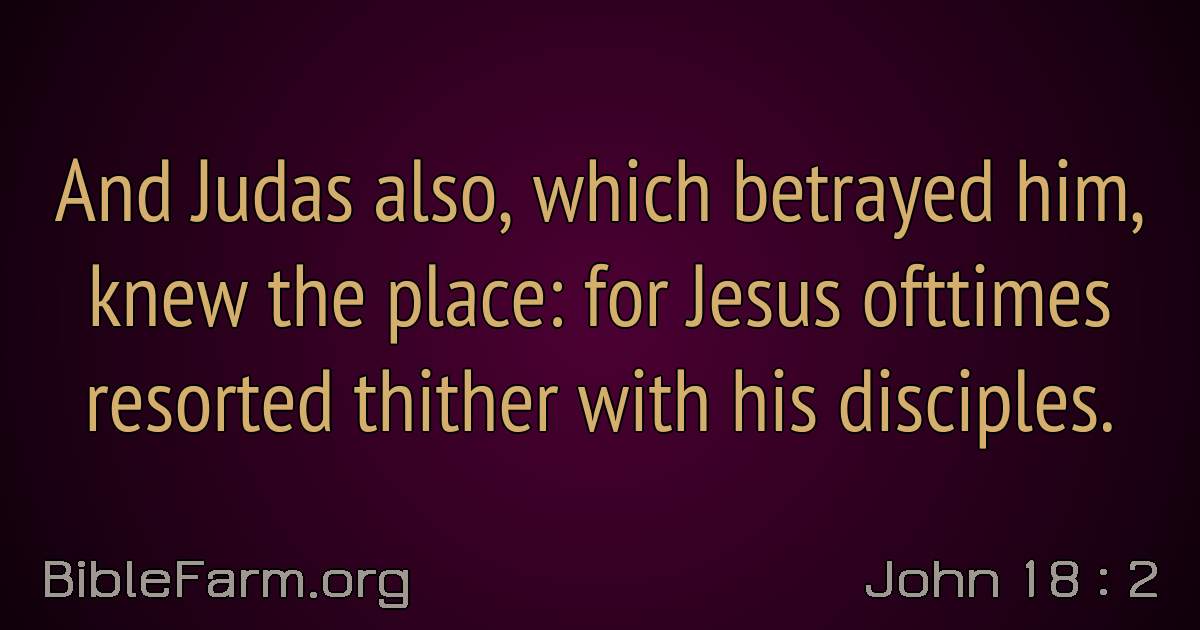 And Judas also, which betrayed him,
knew the place: for Jesus ofttimes
resorted thither with his disciples.
BibleFarm.org
John 18 : 2